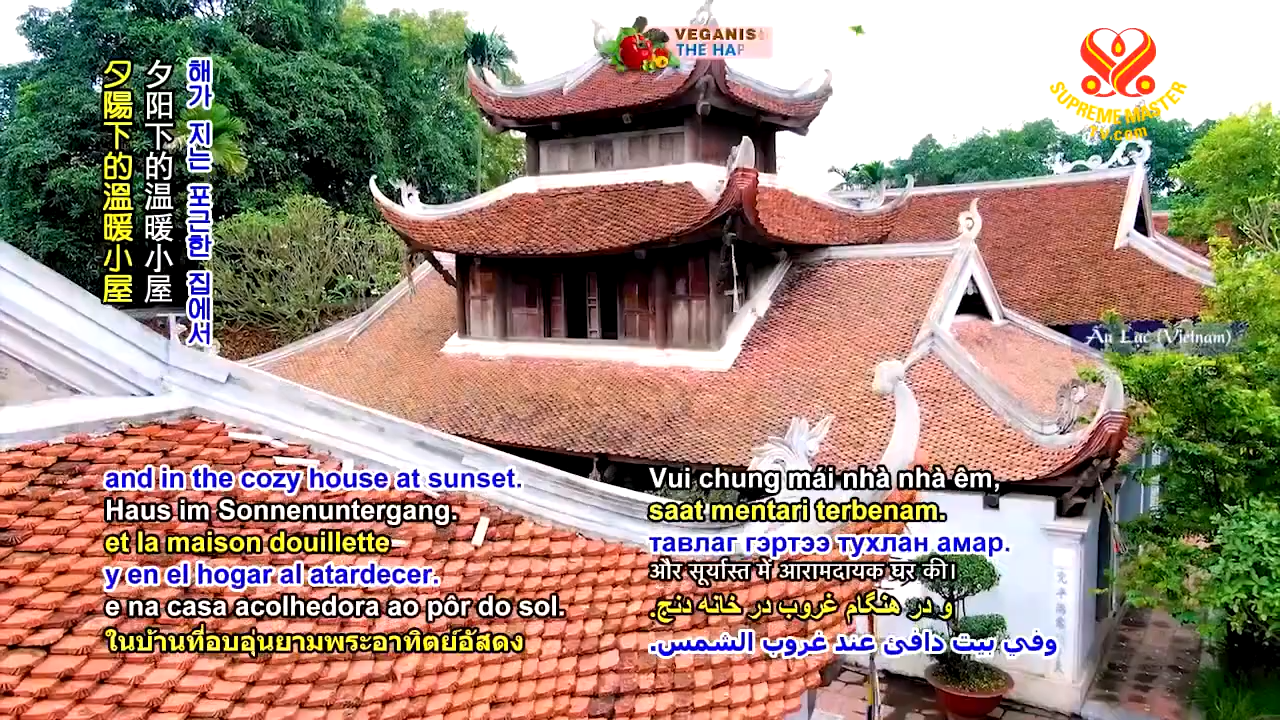 夕陽下的溫暖小屋
夕阳下的温暖小屋
해가 지는 포근한 집에서
VEGANIS
THE HAP
SUPREME MASTER
TV.com
Âu Lạc (Vietnam)
and in the cozy house at sunset.
Haus im Sonnenuntergang.
et la maison douillette
y en el hogar al atardecer.
e na casa acolhedora ao pôr do sol.
ในบ้านที่อบอุ่นยามพระอาทิตย์อัสดง
Vui chung mái nhà nhà êm,
saat mentari terbenam.
тавлаг гэртээ тухлан амар.
और सूर्यास्त में आरामदायक घर की।
و در هنگام غروب در خانه دنج.
وفي بيت دافئ عند غروب الشمس.